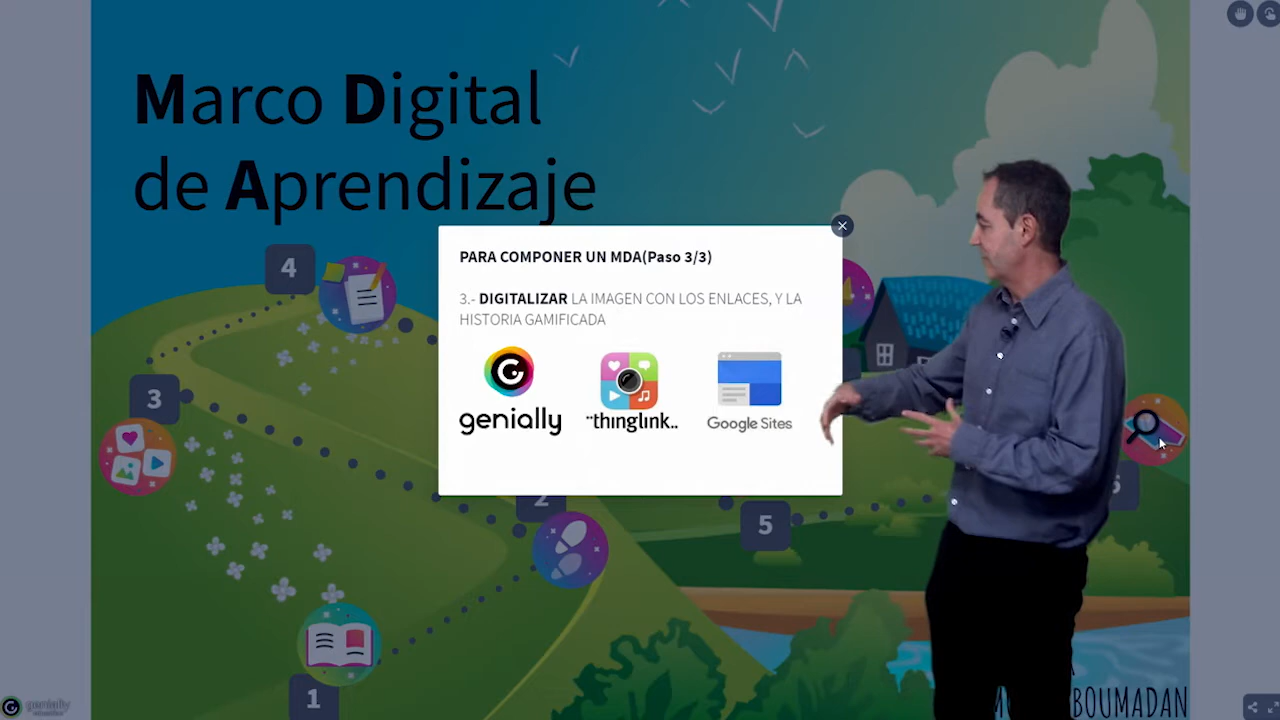 Marco Digital
de Aprendizaje
4
PARA COMPONER UN MDA(Paso 3/3)
3.- DIGITALIZAR LA IMAGEN CON LOS ENLACES, Y LA
HISTORIA GAMIFICADA
genially
thinglink..
Google Sites
3
2
5
1
BOUMADAN
genially